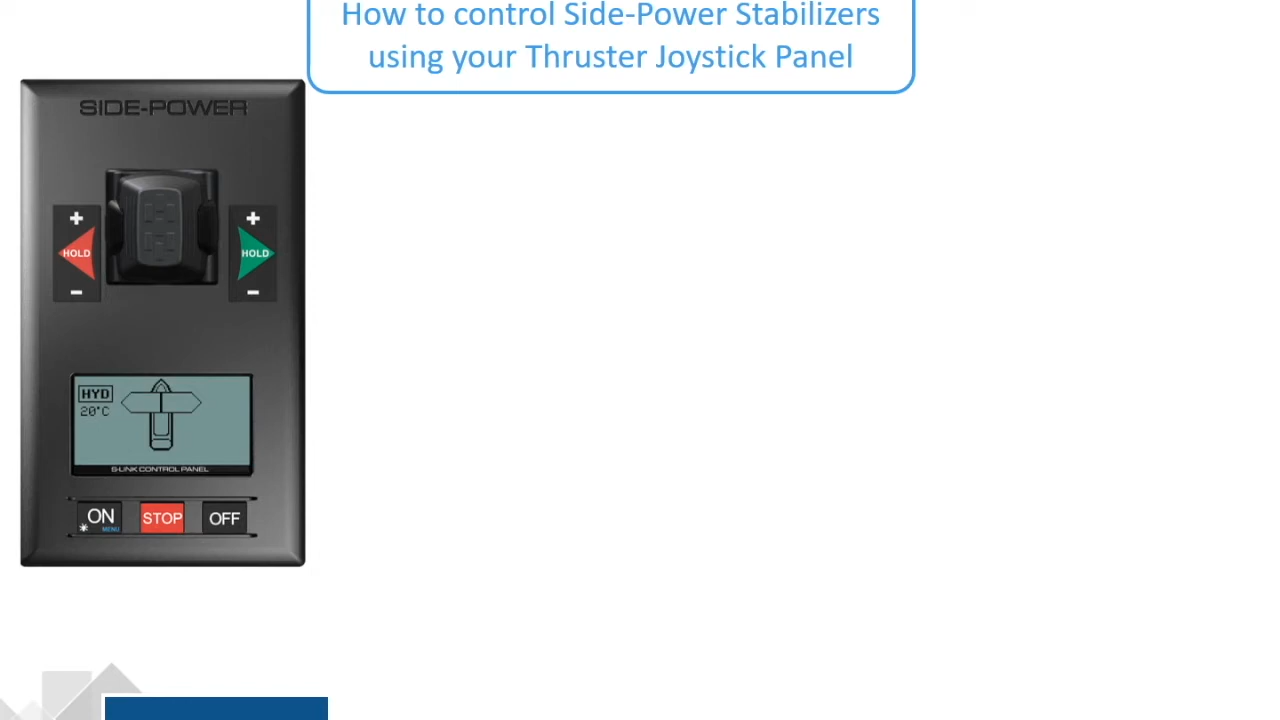 How to control Side-Power Stabilizers
using your Thruster Joystick Panel
SIDE-POWER
+ +
HOLD HOLD
- -
HYD
20°C
S-LINK CONTROL PANEL
ON STOP OFF
MENU